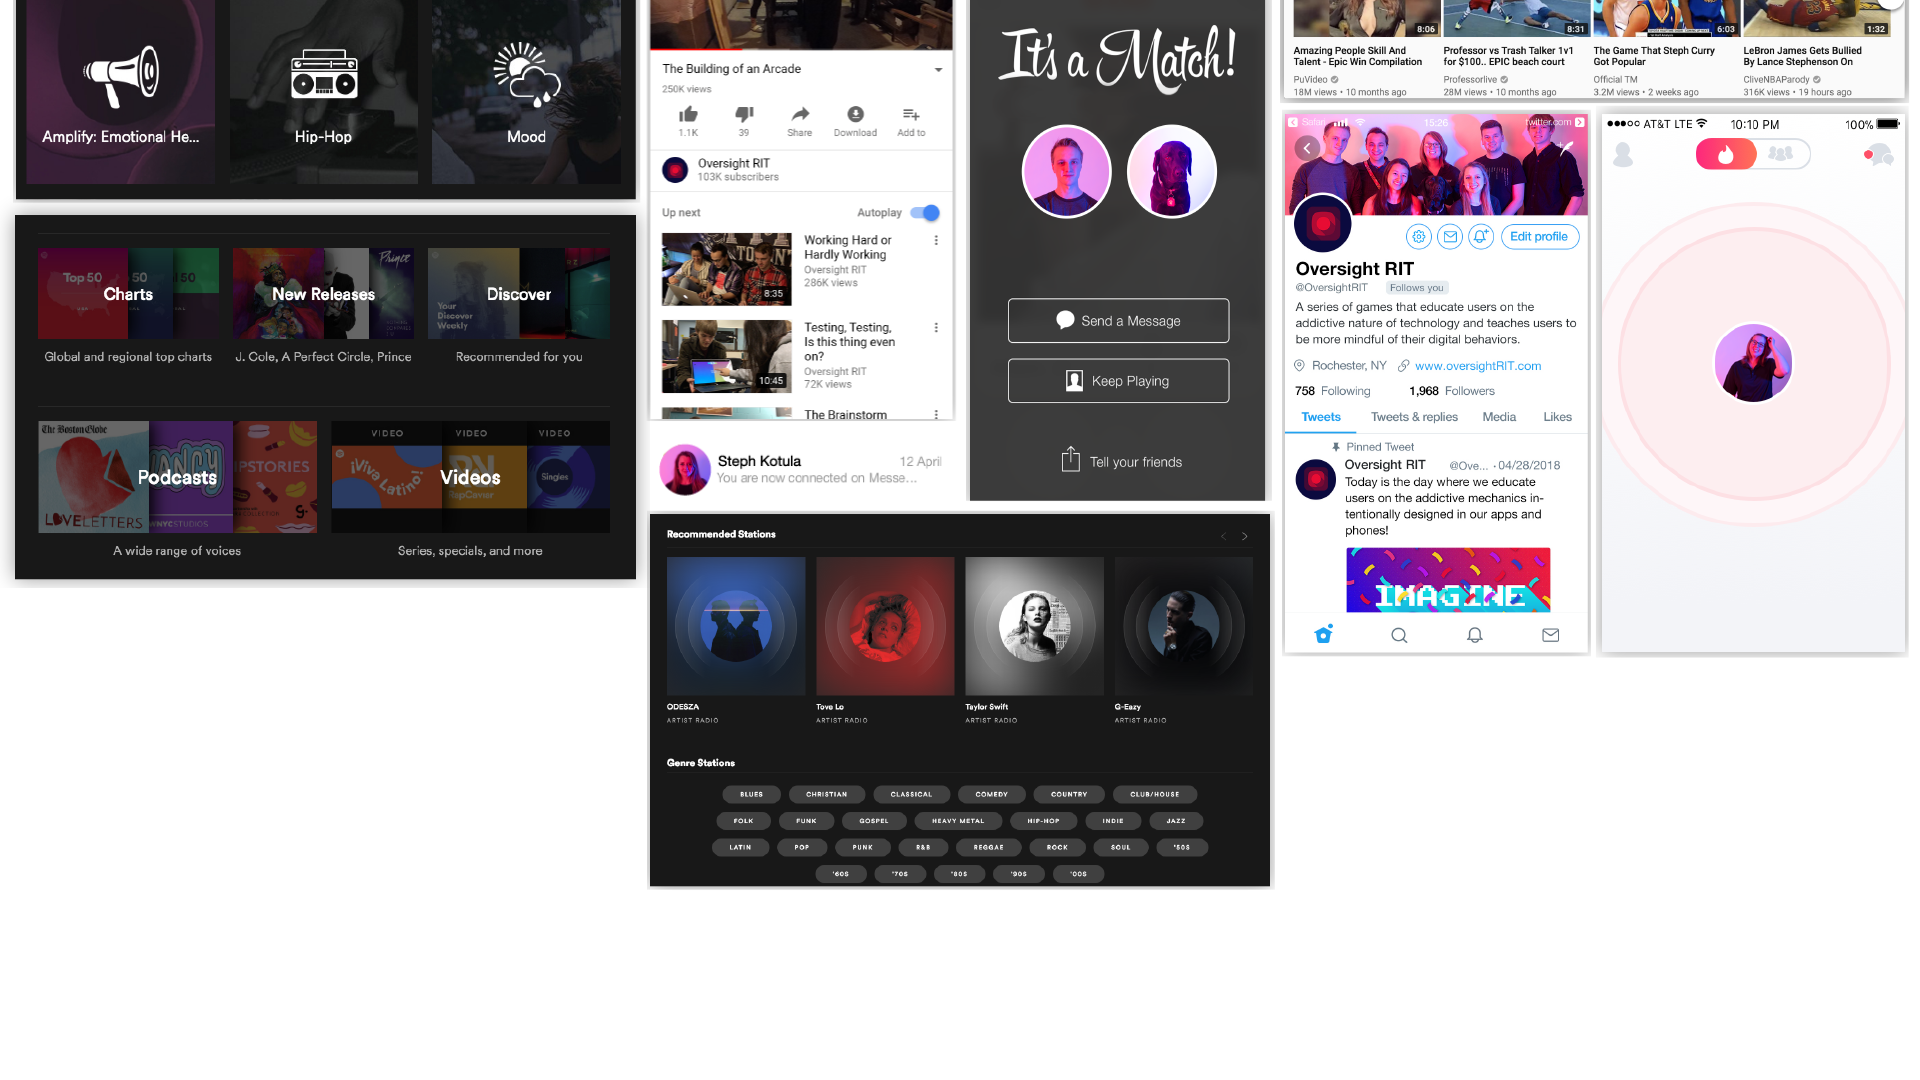 Amplify: Emotional He...
Hip-Hop
Mood
Top 50
50
al 50
Charts
Global and regional top charts
New Releases
Prince
J. Cole, A Perfect Circle, Prince
Your
Discover
Weekly
Discover
Recommended for you
The Boston Globe
LOVE LETTERS
NANCY
WNYC STUDIOS
Podcasts
A wide range of voices
VIDEO
VIDEO
VIDEO
¡Viva Latino!
RapCaviar
Singles
Videos
Series, specials, and more
The Building of an Arcade
250K views
1.1K
39
Share
Download
Add to
Oversight RIT
103K subscribers
Up next
Autoplay
Working Hard or
Hardly Working
Oversight RIT
286K views
8:35
Testing, Testing,
Is this thing even
on?
Oversight RIT
72K views
10:45
The Brainstorm
Steph Kotula
12 April
You are now connected on Messe...
It's a Match!
Send a Message
Keep Playing
Tell your friends
Recommended Stations
ODESZA
ARTIST RADIO
Tove Lo
ARTIST RADIO
Taylor Swift
ARTIST RADIO
G-Eazy
ARTIST RADIO
Genre Stations
BLUES
CHRISTIAN
CLASSICAL
COMEDY
COUNTRY
CLUB/HOUSE
FOLK
FUNK
GOSPEL
HEAVY METAL
HIP-HOP
INDIE
JAZZ
LATIN
POP
PUNK
R&B
REGGAE
ROCK
SOUL
'50S
'60S
'70S
'80S
'90S
'00S
8:06
Amazing People Skill And
Talent - Epic Win Compilation
PuVideo
18M views • 10 months ago
8:31
Professor vs Trash Talker 1v1
for $100.. EPIC beach court
Professorlive
28M views • 10 months ago
6:03
The Game That Steph Curry
Got Popular
Official TM
3.2M views • 2 weeks ago
1:32
LeBron James Gets Bullied
By Lance Stephenson On
CliveNBAParody
316K views • 19 hours ago
Safari
15:26
twitter.com
Edit profile
Oversight RIT
@OversightRIT
Follows you
A series of games that educate users on the
addictive nature of technology and teaches users to
be more mindful of their digital behaviors.
Rochester, NY
www.oversightRIT.com
758 Following
1,968 Followers
Tweets
Tweets & replies
Media
Likes
Pinned Tweet
Oversight RIT
@Ove... · 04/28/2018
Today is the day where we educate
users on the addictive mechanics in-
tentionally designed in our apps and
phones!
IMAGINE
AT&T LTE
10:10 PM
100%